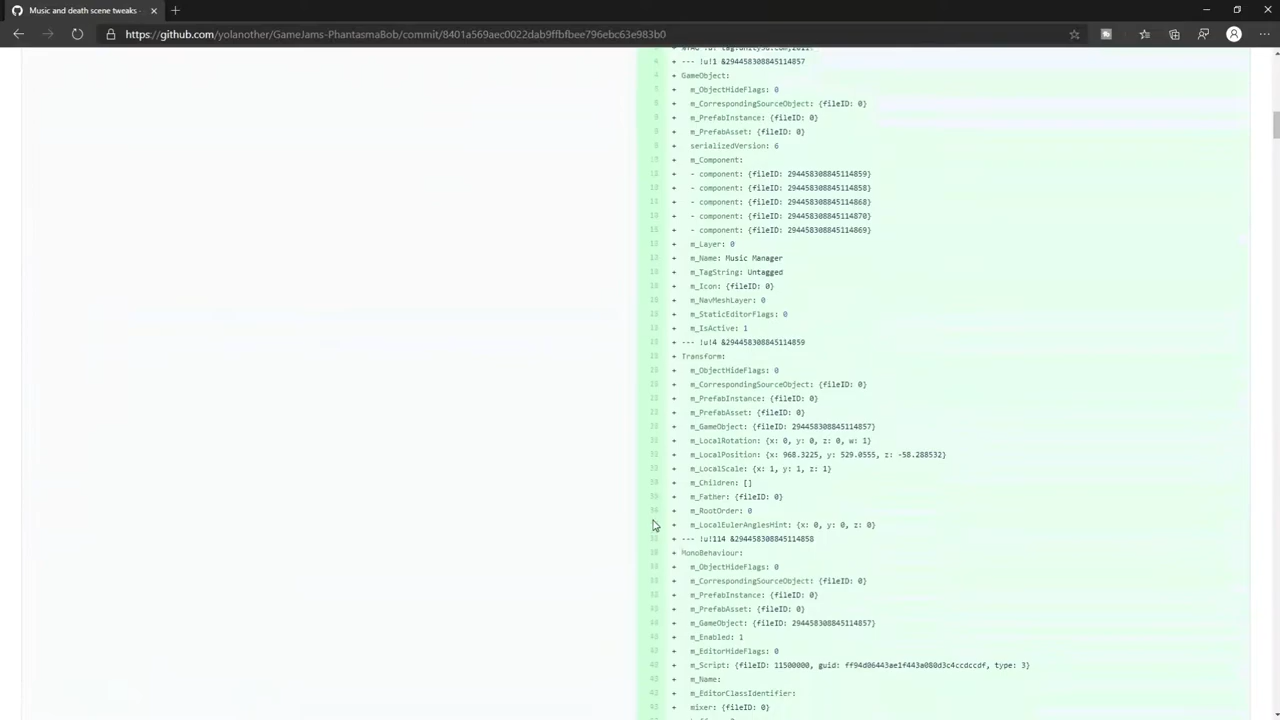 Music and death scene tweaks
https://github.com/yolanother/GameJams-PhantasmaBob/commit/8401a569aec0022dab9ffbfbee796ebc63e983b0
+ --- !u!1 &294458308845114857
+ GameObject:
+ m_ObjectHideFlags: 0
+ m_CorrespondingSourceObject: {fileID: 0}
+ m_PrefabInstance: {fileID: 0}
+ m_PrefabAsset: {fileID: 0}
+ serializedVersion: 6
+ m_Component:
+ - component: {fileID: 294458308845114859}
+ - component: {fileID: 294458308845114858}
+ - component: {fileID: 294458308845114868}
+ - component: {fileID: 294458308845114870}
+ - component: {fileID: 294458308845114869}
+ m_Layer: 0
+ m_Name: Music Manager
+ m_TagString: Untagged
+ m_Icon: {fileID: 0}
+ m_NavMeshLayer: 0
+ m_StaticEditorFlags: 0
+ m_IsActive: 1
+ --- !u!4 &294458308845114859
+ Transform:
+ m_ObjectHideFlags: 0
+ m_CorrespondingSourceObject: {fileID: 0}
+ m_PrefabInstance: {fileID: 0}
+ m_PrefabAsset: {fileID: 0}
+ m_GameObject: {fileID: 294458308845114857}
+ m_LocalRotation: {x: 0, y: 0, z: 0, w: 1}
+ m_LocalPosition: {x: 968.3225, y: 529.0555, z: -58.288532}
+ m_LocalScale: {x: 1, y: 1, z: 1}
+ m_Children: []
+ m_Father: {fileID: 0}
+ m_RootOrder: 0
+ m_LocalEulerAnglesHint: {x: 0, y: 0, z: 0}
+ --- !u!114 &294458308845114858
+ MonoBehaviour:
+ m_ObjectHideFlags: 0
+ m_CorrespondingSourceObject: {fileID: 0}
+ m_PrefabInstance: {fileID: 0}
+ m_PrefabAsset: {fileID: 0}
+ m_GameObject: {fileID: 294458308845114857}
+ m_Enabled: 1
+ m_EditorHideFlags: 0
+ m_Script: {fileID: 11500000, guid: ff94d06443ae1f443a080d3c4ccdccdf, type: 3}
+ m_Name:
+ m_EditorClassIdentifier:
+ mixer: {fileID: 0}